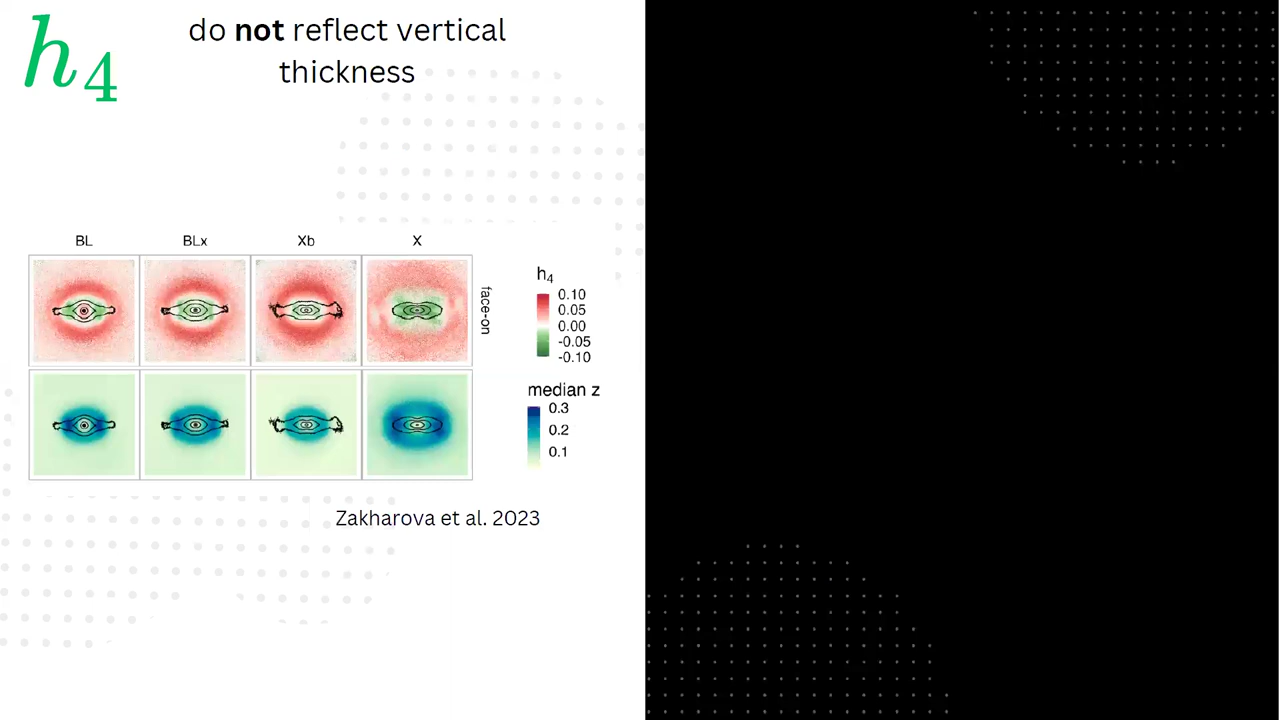 h4
do not reflect vertical
thickness
BL BLx Xb X
face-on
h4
0.10
0.05
0.00
-0.05
-0.10
median z
0.3
0.2
0.1
Zakharova et al. 2023